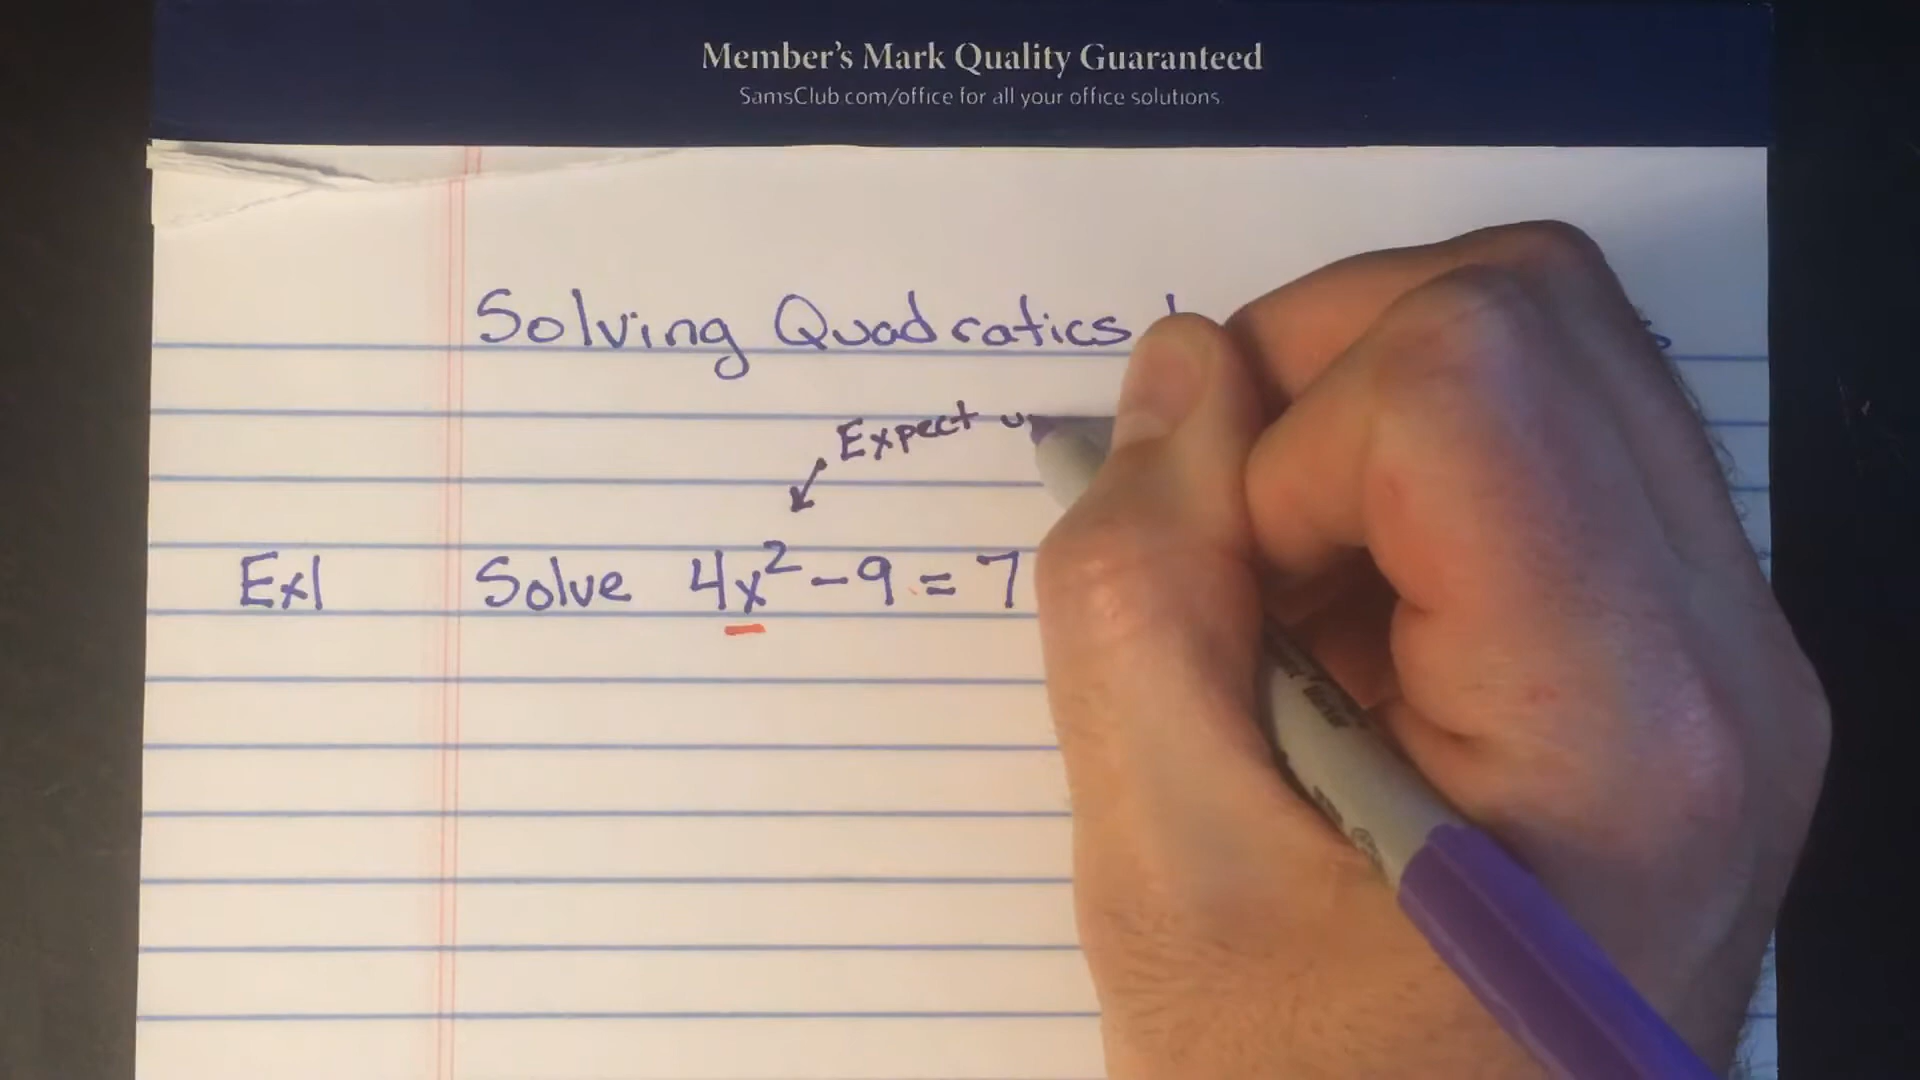 Member's Mark Quality Guaranteed
SamsClub.com/office for all your office solutions.
Solving Quadratics
Expect
Ex1 Solve 4x² - 9 = 7